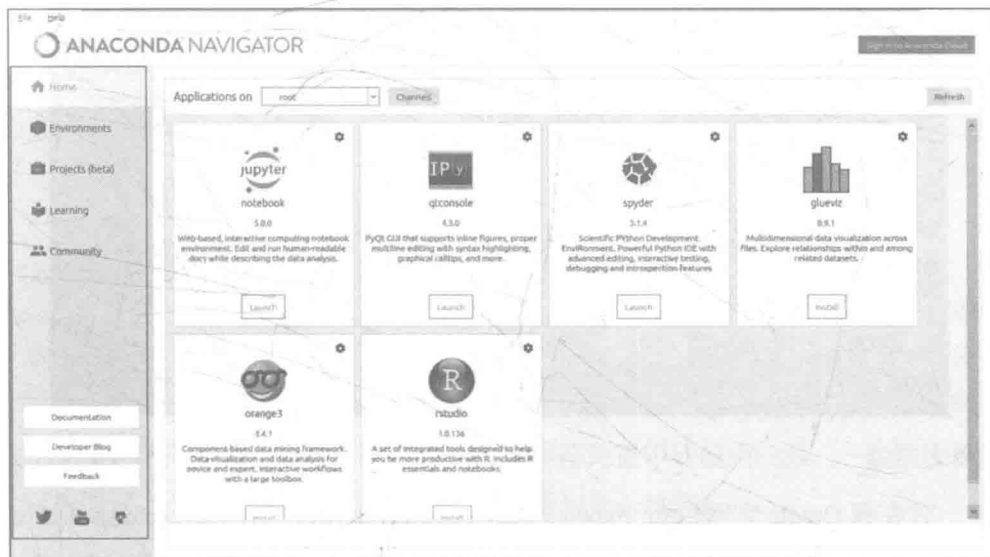 File Help
ANACONDA NAVIGATOR
Sign in to Anaconda Cloud
Home
Environments
Projects (beta)
Learning
Community
Documentation
Developer Blog
Feedback
Applications on root Channels
Refresh
jupyter
notebook
5.0.0
Web-based, interactive computing notebook
environment. Edit and run human-readable
docs while describing the data analysis.
Launch
IP[y]
qtconsole
4.3.0
PyQt GUI that supports inline figures, proper
multiline editing with syntax highlighting,
graphical calltips, and more.
Launch
spyder
3.1.4
Scientific PYthon Development
EnviRonment. Powerful Python IDE with
advanced editing, interactive testing,
debugging and introspection features
Launch
glueviz
0.9.1
Multidimensional data visualization across
files. Explore relationships within and among
related datasets.
Install
orange3
3.4.1
Component based data mining framework.
Data visualization and data analysis for
novice and expert. Interactive workflows
with a large toolbox.
Install
R
rstudio
1.0.136
A set of integrated tools designed to help
you be more productive with R. Includes R
essentials and notebooks.
Install